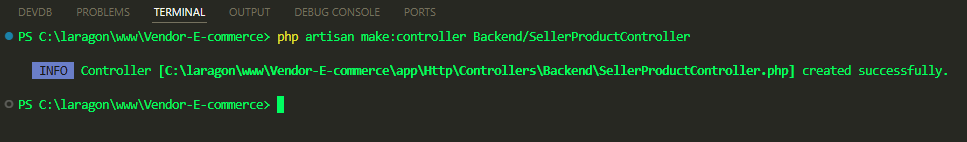 DEVDB PROBLEMS TERMINAL OUTPUT DEBUG CONSOLE PORTS
PS C:\laragon\www\Vendor-E-commerce> php artisan make:controller Backend/SellerProductController
INFO Controller [C:\laragon\www\Vendor-E-commerce\app\Http\Controllers\Backend\SellerProductController.php] created successfully.
PS C:\laragon\www\Vendor-E-commerce>